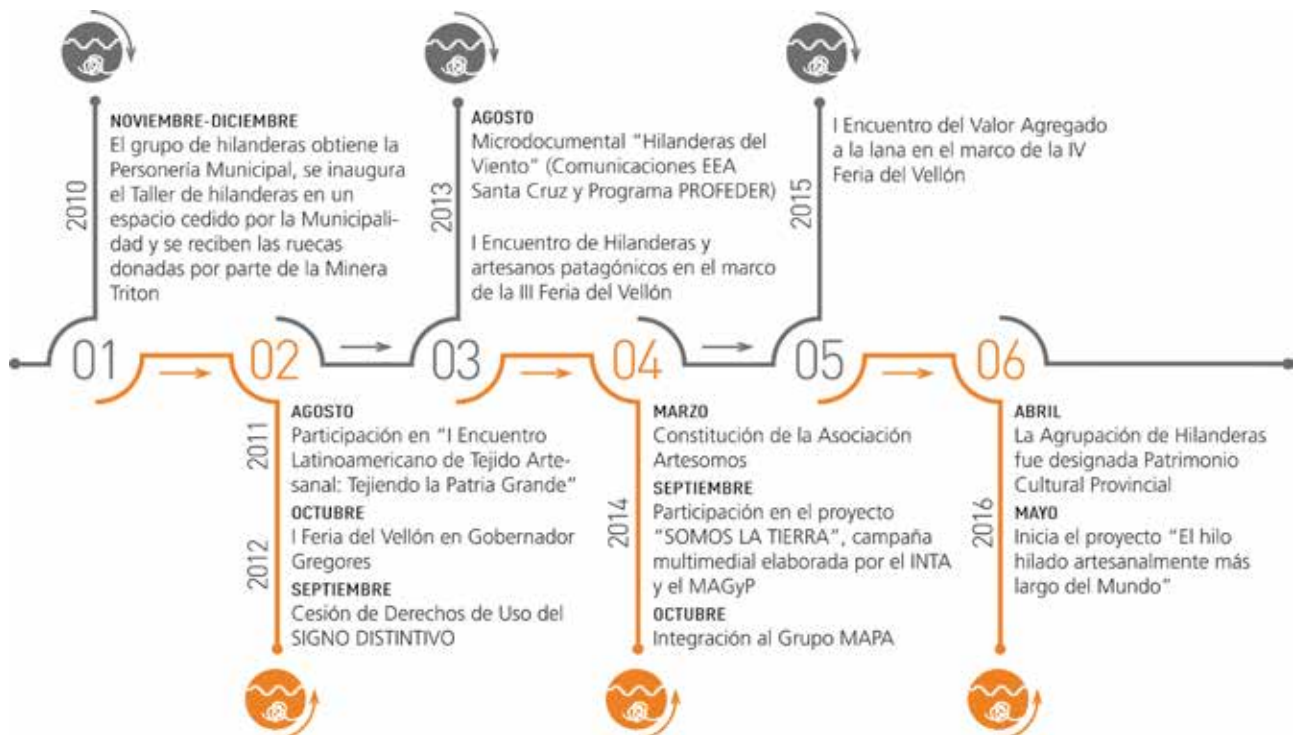 2010
NOVIEMBRE-DICIEMBRE
El grupo de hilanderas obtiene la
Personería Municipal, se inaugura
el Taller de hilanderas en un
espacio cedido por la Municipali-
dad y se reciben las ruecas
donadas por parte de la Minera
Triton
2013
AGOSTO
Microdocumental “Hilanderas del
Viento” (Comunicaciones EEA
Santa Cruz y Programa PROFEDER)
I Encuentro de Hilanderas y
artesanos patagónicos en el marco
de la III Feria del Vellón
2015
I Encuentro del Valor Agregado
a la lana en el marco de la IV
Feria del Vellón
01
02
03
04
05
06
2011
AGOSTO
Participación en “I Encuentro
Latinoamericano de Tejido Arte-
sanal: Tejiendo la Patria Grande”
OCTUBRE
I Feria del Vellón en Gobernador
Gregores
2012
SEPTIEMBRE
Cesión de Derechos de Uso del
SIGNO DISTINTIVO
2014
MARZO
Constitución de la Asociación
Artesomos
SEPTIEMBRE
Participación en el proyecto
“SOMOS LA TIERRA”, campaña
multimedial elaborada por el INTA
y el MAGyP
OCTUBRE
Integración al Grupo MAPA
2016
ABRIL
La Agrupación de Hilanderas
fue designada Patrimonio
Cultural Provincial
MAYO
Inicia el proyecto “El hilo
hilado artesanalmente más
largo del Mundo”